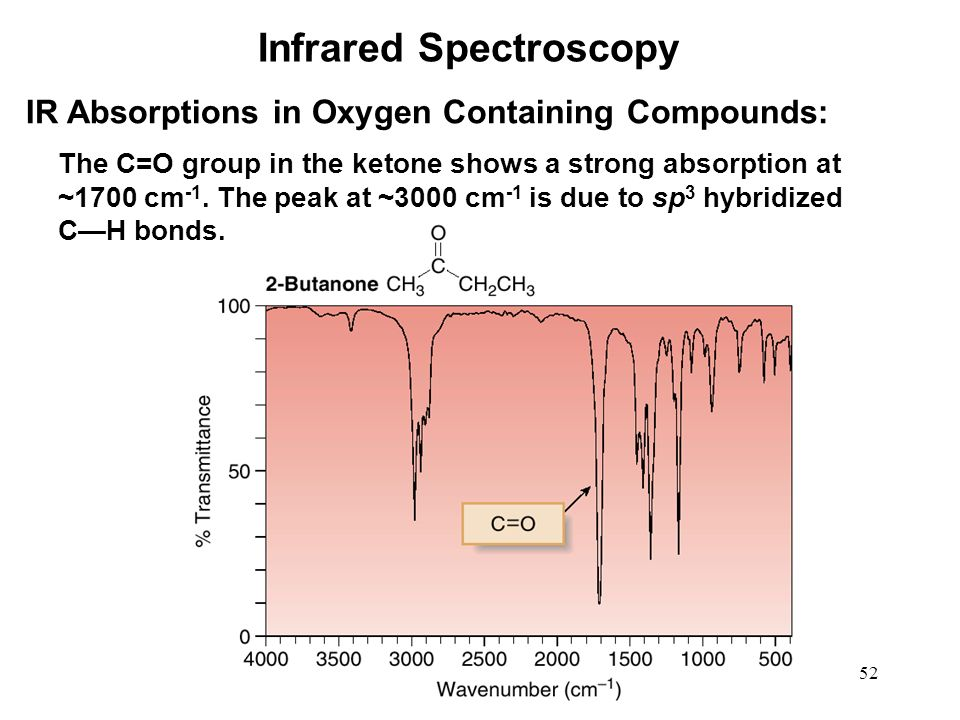 Infrared Spectroscopy
IR Absorptions in Oxygen Containing Compounds:
The C=O group in the ketone shows a strong absorption at
~1700 cm-1. The peak at ~3000 cm-1 is due to sp3 hybridized
C—H bonds.
O
C
2-Butanone CH3 CH2CH3
100
50
0
% Transmittance
C=O
4000 3500 3000 2500 2000 1500 1000 500
Wavenumber (cm–1)
52